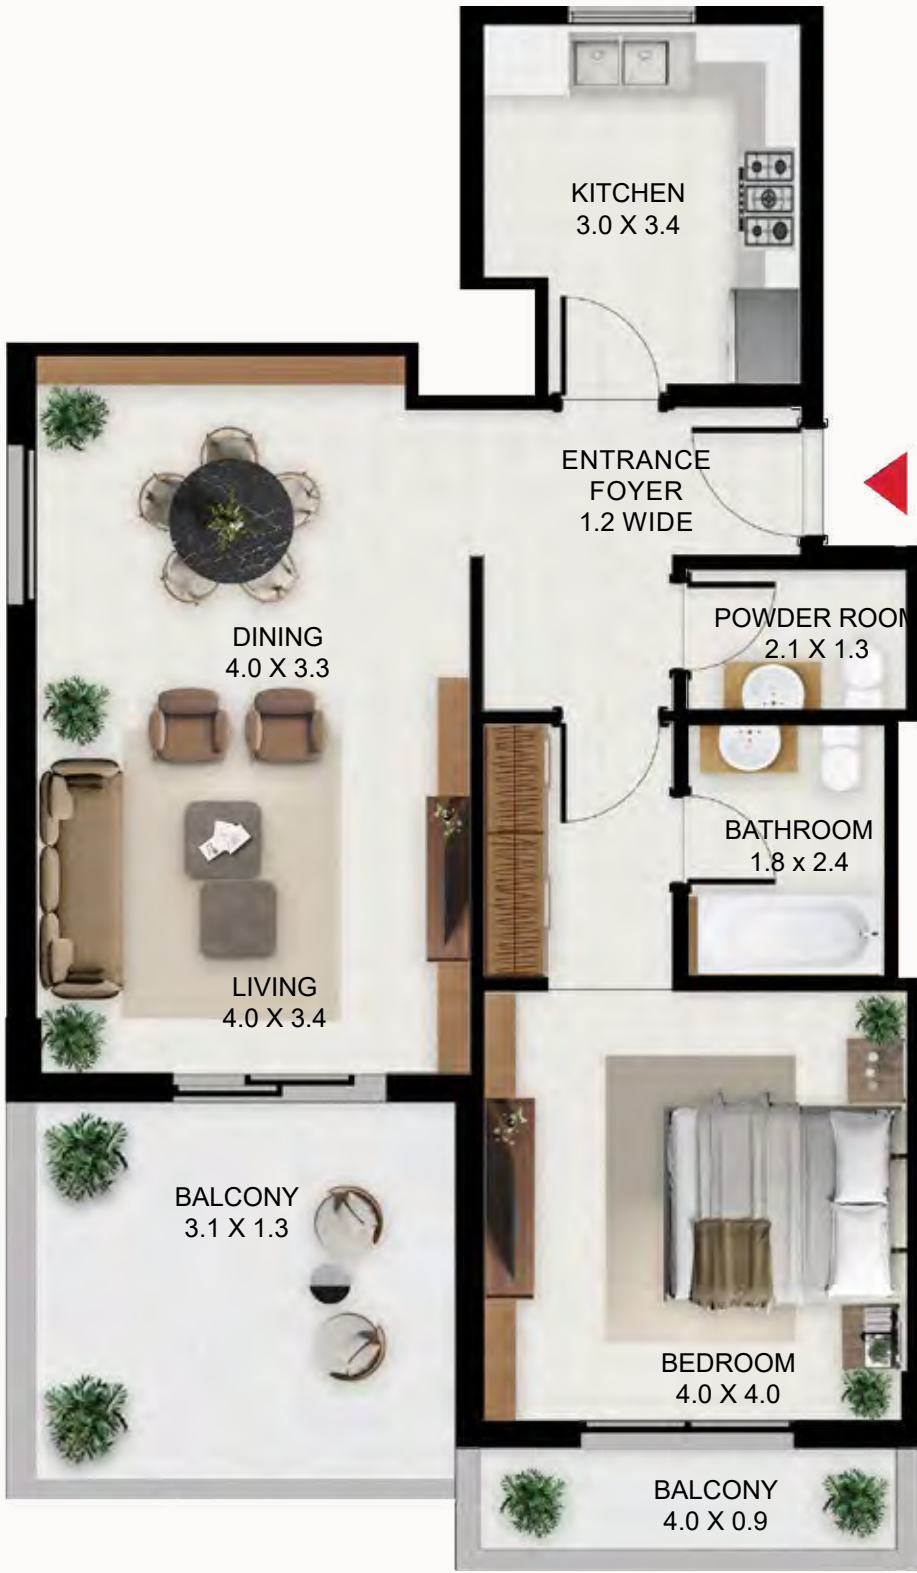 KITCHEN
3.0 X 3.4
ENTRANCE
FOYER
1.2 WIDE
POWDER ROOM
2.1 X 1.3
DINING
4.0 X 3.3
BATHROOM
1.8 x 2.4
LIVING
4.0 X 3.4
BALCONY
3.1 X 1.3
BEDROOM
4.0 X 4.0
BALCONY
4.0 X 0.9